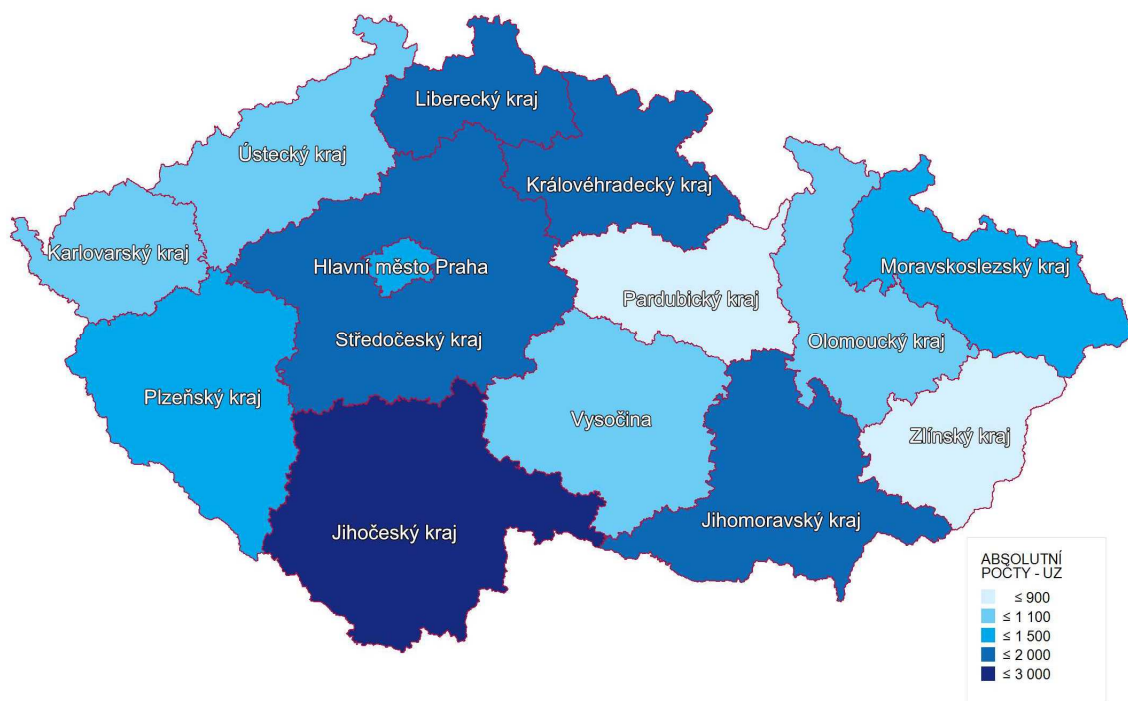 Liberecký kraj
Ústecký kraj
Královéhradecký kraj
Karlovarský kraj
Hlavní město Praha
Moravskoslezský kraj
Pardubický kraj
Středočeský kraj
Olomoucký kraj
Plzeňský kraj
Vysočina
Zlínský kraj
Jihomoravský kraj
Jihočeský kraj
ABSOLUTNÍ
POČTY - UZ
≤ 900
≤ 1 100
≤ 1 500
≤ 2 000
≤ 3 000